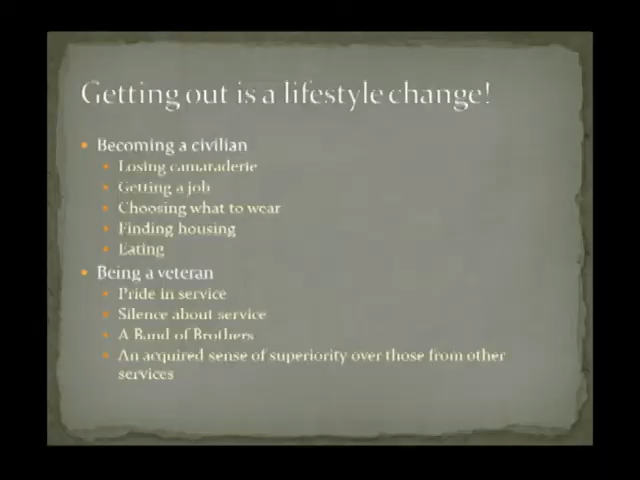 Getting out is a lifestyle change!
Becoming a civilian
Losing camaraderie
Getting a job
Choosing what to wear
Finding housing
Eating
Being a veteran
Pride in service
Silence about service
A Band of Brothers
An acquired sense of superiority over those from other
services